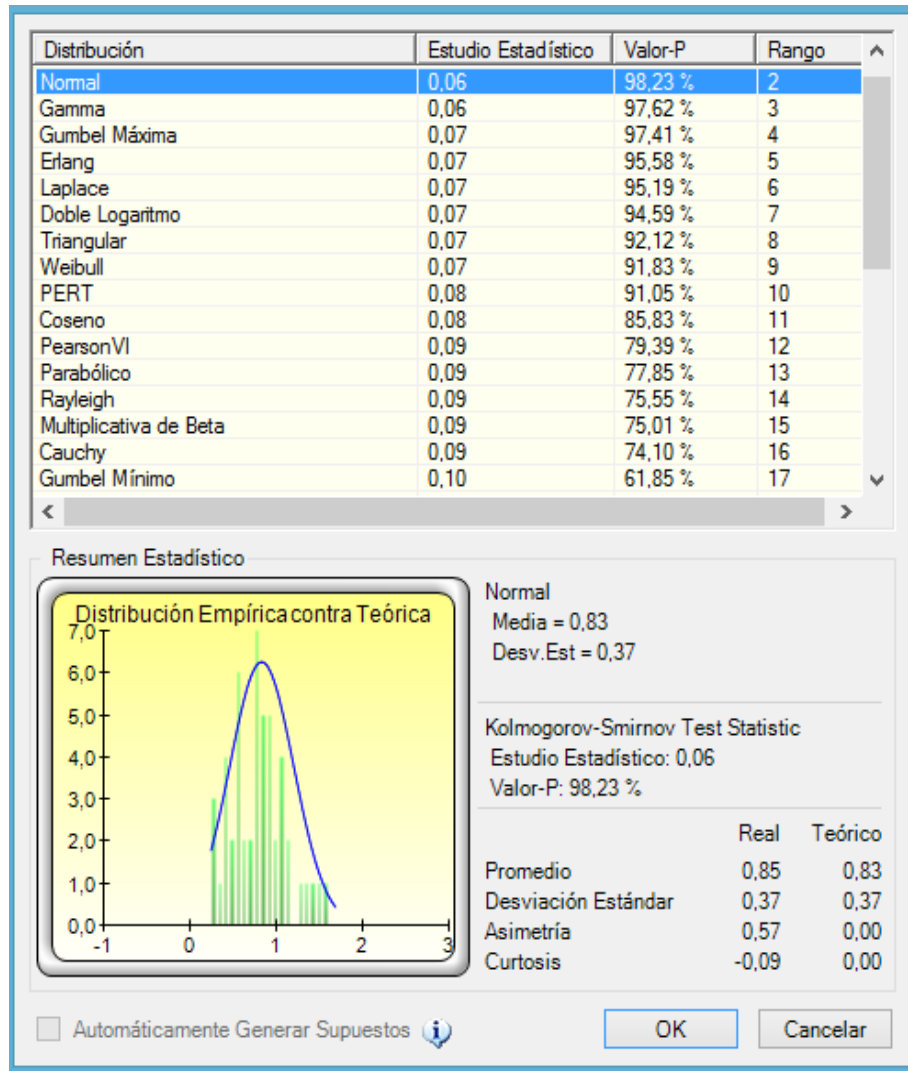 Distribución Estudio Estadístico Valor-P Rango
Normal 0,06 98,23 % 2
Gamma 0,06 97,62 % 3
Gumbel Máxima 0,07 97,41 % 4
Erlang 0,07 95,58 % 5
Laplace 0,07 95,19 % 6
Doble Logaritmo 0,07 94,59 % 7
Triangular 0,07 92,12 % 8
Weibull 0,07 91,83 % 9
PERT 0,08 91,05 % 10
Coseno 0,08 85,83 % 11
PearsonVI 0,09 79,39 % 12
Parabólico 0,09 77,85 % 13
Rayleigh 0,09 75,55 % 14
Multiplicativa de Beta 0,09 75,01 % 15
Cauchy 0,09 74,10 % 16
Gumbel Mínimo 0,10 61,85 % 17
Resumen Estadístico
Distribución Empírica contra Teórica
7,0
6,0
5,0
4,0
3,0
2,0
1,0
0,0
-1 0 1 2 3
Normal
Media = 0,83
Desv.Est = 0,37
Kolmogorov-Smirnov Test Statistic
Estudio Estadístico: 0,06
Valor-P: 98,23 %
Real Teórico
Promedio 0,85 0,83
Desviación Estándar 0,37 0,37
Asimetría 0,57 0,00
Curtosis -0,09 0,00
Automáticamente Generar Supuestos
OK
Cancelar